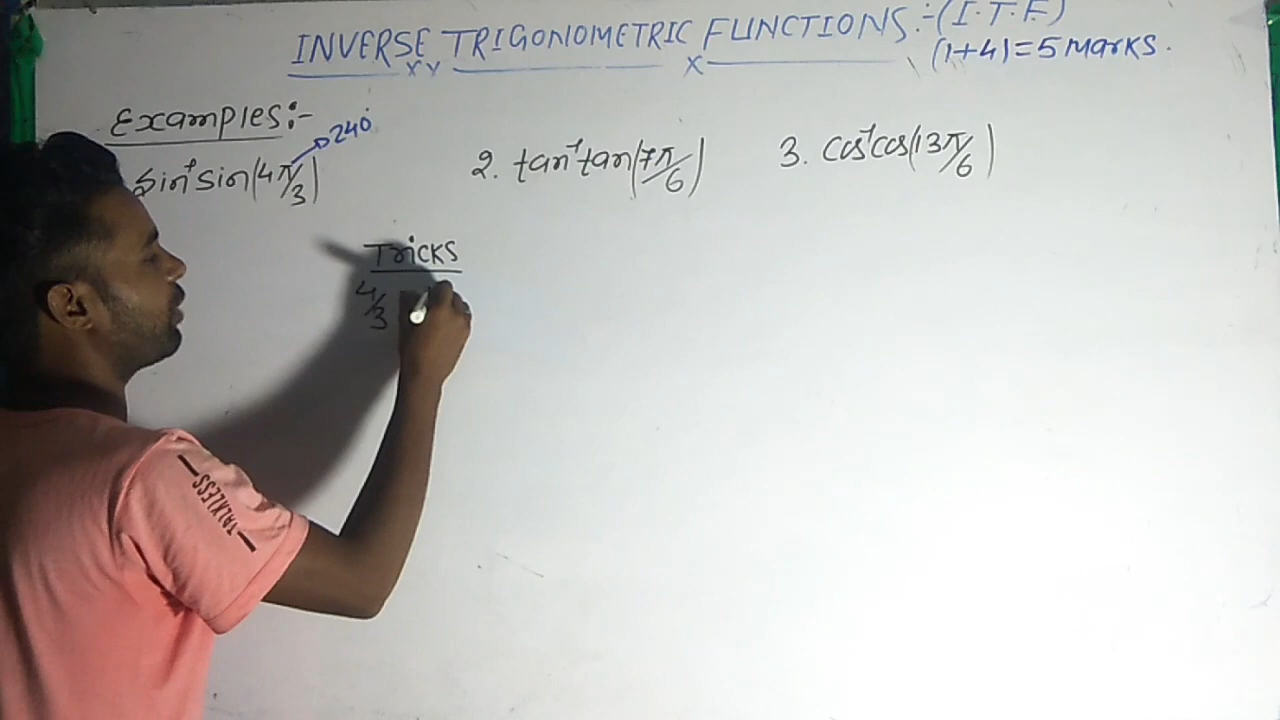 INVERSE TRIGONOMETRIC FUNCTIONS:-(I.T.F.)
(1+4)=5 Marks.
Examples:-
240°
sin⁻¹sin(4π/3)
2. tan⁻¹tan(7π/6)
3. cos⁻¹cos(13π/6)
Tricks
4/3
TALKLESS